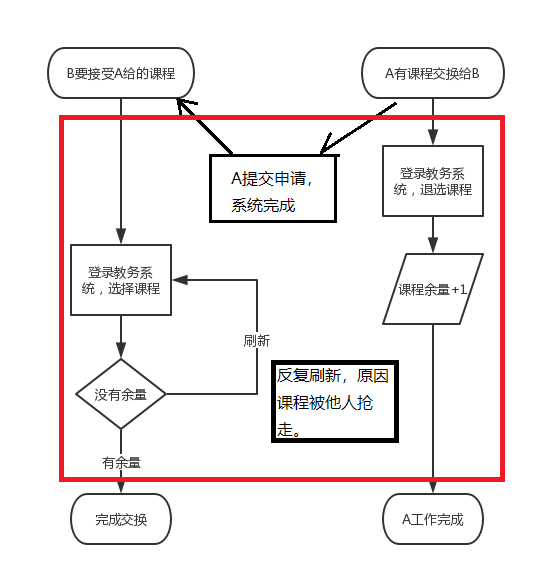 B要接受A给的课程
A有课程交换给B
A提交申请，
系统完成
登录教务系
统，退选课程
登录教务系
统，选择课程
课程余量+1
刷新
没有余量
反复刷新，原因
课程被他人抢
走。
有余量
完成交换
A工作完成